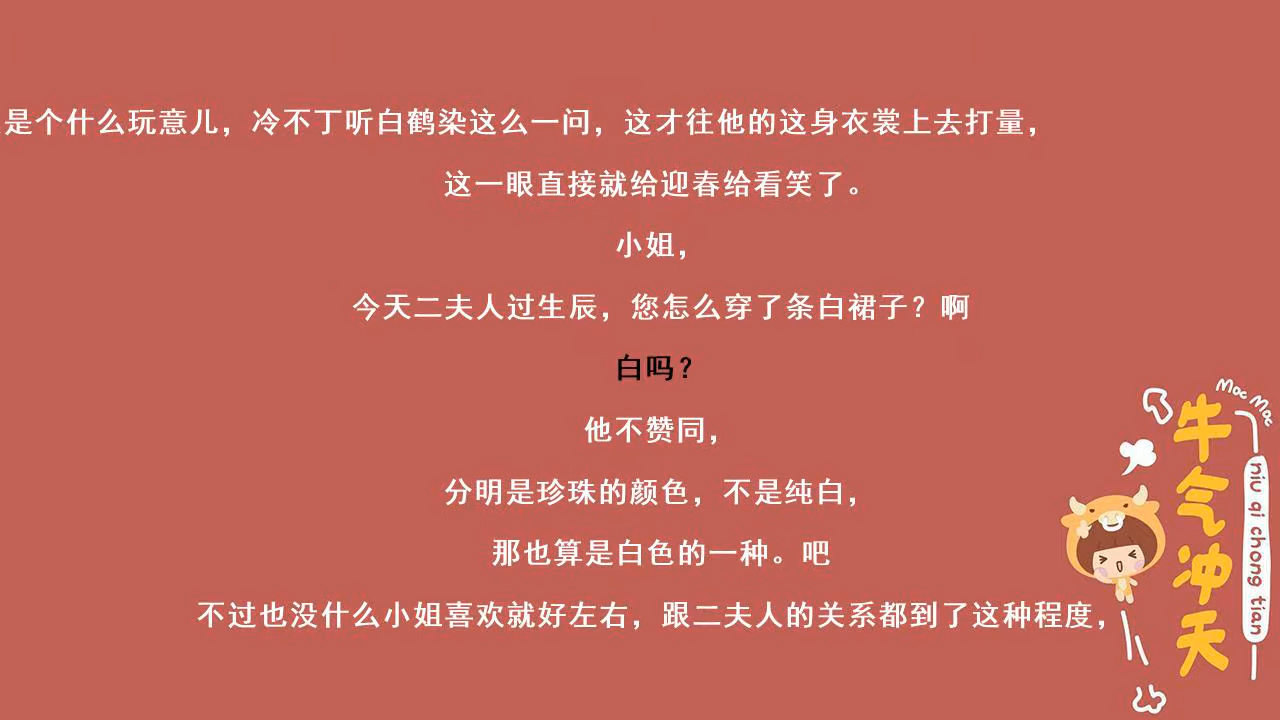 是个什么玩意儿，冷不丁听白鹤染这么一问，这才往他的这身衣裳上去打量，
这一眼直接就给迎春给看笑了。
小姐，
今天二夫人过生辰，您怎么穿了条白裙子？啊
白吗？
他不赞同，
分明是珍珠的颜色，不是纯白，
那也算是白色的一种。吧
不过也没什么小姐喜欢就好左右，跟二夫人的关系都到了这种程度，
Moc Moc
牛气冲天
niu qi chong tian